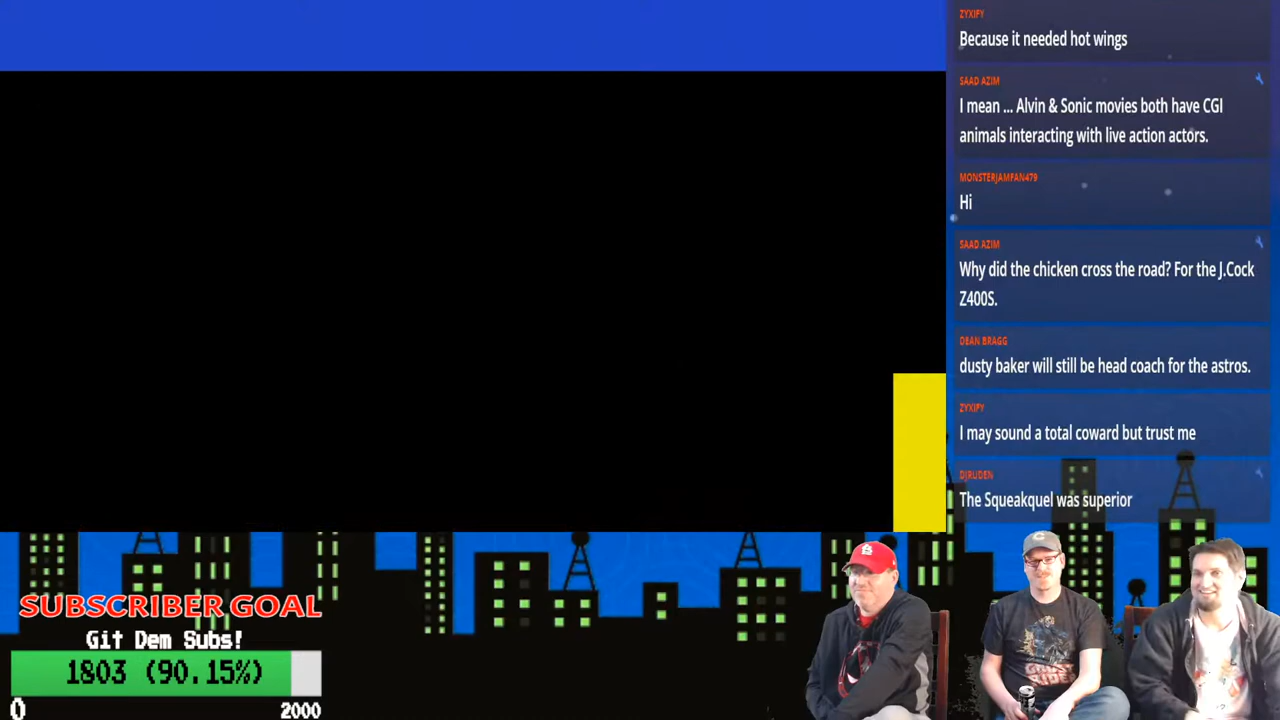 ZYXIFY
Because it needed hot wings
SAAD AZIM
I mean ... Alvin & Sonic movies both have CGI
animals interacting with live action actors.
MONSTERJAMFAN479
Hi
SAAD AZIM
Why did the chicken cross the road? For the J.Cock
Z400S.
DEAN BRAGG
dusty baker will still be head coach for the astros.
ZYXIFY
I may sound a total coward but trust me
DJRUDEN
The Squeakquel was superior
SUBSCRIBER GOAL
Git Dem Subs!
1803 (90.15%)
0 2000